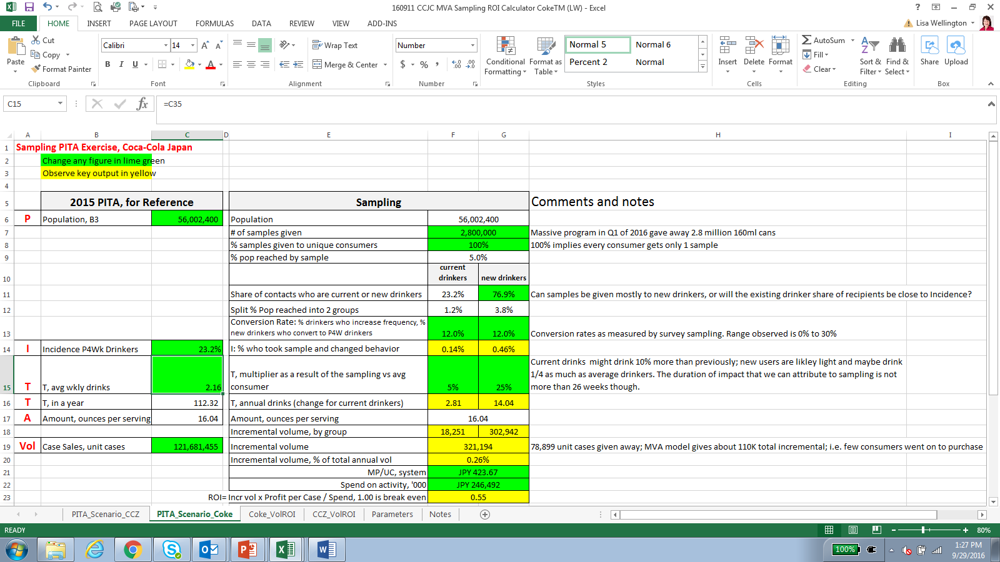 160911 CCJC MVA Sampling ROI Calculator CokeTM (LW) - Excel
FILE HOME INSERT PAGE LAYOUT FORMULAS DATA REVIEW VIEW ADD-INS Lisa Wellington
Paste Cut Copy Format Painter Clipboard
Calibri 14 B I U A Font
Wrap Text Merge & Center Alignment
Number $ % Number
Conditional Formatting Format as Table
Normal 5 Normal 6
Percent 2 Normal
Styles
Insert Delete Format Cells
AutoSum Fill Clear Sort & Filter Find & Select Editing
Share Upload Box
C15 fx =C35
A B C D E F G H I
1 Sampling PITA Exercise, Coca-Cola Japan
2 Change any figure in lime green
3 Observe key output in yellow
4
5 2015 PITA, for Reference Sampling Comments and notes
6 P Population, B3 56,002,400 Population 56,002,400
7 # of samples given 2,800,000 Massive program in Q1 of 2016 gave away 2.8 million 160ml cans
8 % samples given to unique consumers 100% 100% implies every consumer gets only 1 sample
9 % pop reached by sample 5.0%
10 current drinkers new drinkers
11 Share of contacts who are current or new drinkers 23.2% 76.9% Can samples be given mostly to new drinkers, or will the existing drinker share of recipients be close to Incidence?
12 Split % Pop reached into 2 groups 1.2% 3.8%
13 Conversion Rate: % drinkers who increase frequency, %
new drinkers who convert to P4W drinkers 12.0% 12.0% Conversion rates as measured by survey sampling. Range observed is 0% to 30%
14 I Incidence P4Wk Drinkers 23.2% I: % who took sample and changed behavior 0.14% 0.46%
15 T T, avg wkly drinks 2.16 T, multiplier as a result of the sampling vs avg
consumer 5% 25% Current drinks might drink 10% more than previously; new users are likley light and maybe drink
1/4 as much as average drinkers. The duration of impact that we can attribute to sampling is not
more than 26 weeks though.
16 T T, in a year 112.32 T, annual drinks (change for current drinkers) 2.81 14.04
17 A Amount, ounces per serving 16.04 Amount, ounces per serving 16.04
18 Incremental volume, by group 18,251 302,942
19 Vol Case Sales, unit cases 121,681,455 Incremental volume 321,194 78,899 unit cases given away; MVA model gives about 110K total incremental; i.e. few consumers went on to purchase
20 Incremental volume, % of total annual vol 0.26%
21 MP/UC, system JPY 423.67
22 Spend on activity, '000 JPY 246,492
23 ROI= Incr vol x Profit per Case / Spend, 1.00 is break even 0.55
PITA_Scenario_CCZ PITA_Scenario_Coke Coke_VolROI CCZ_VolROI Parameters Notes
READY 80%
100% 1:27 PM
9/29/2016